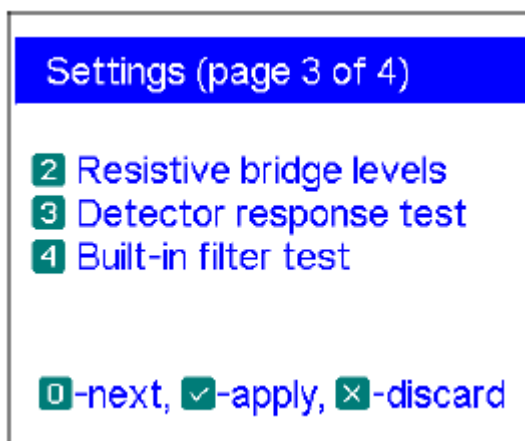 Settings (page 3 of 4)
2 Resistive bridge levels
3 Detector response test
4 Built-in filter test
0-next, ✓-apply, ×-discard